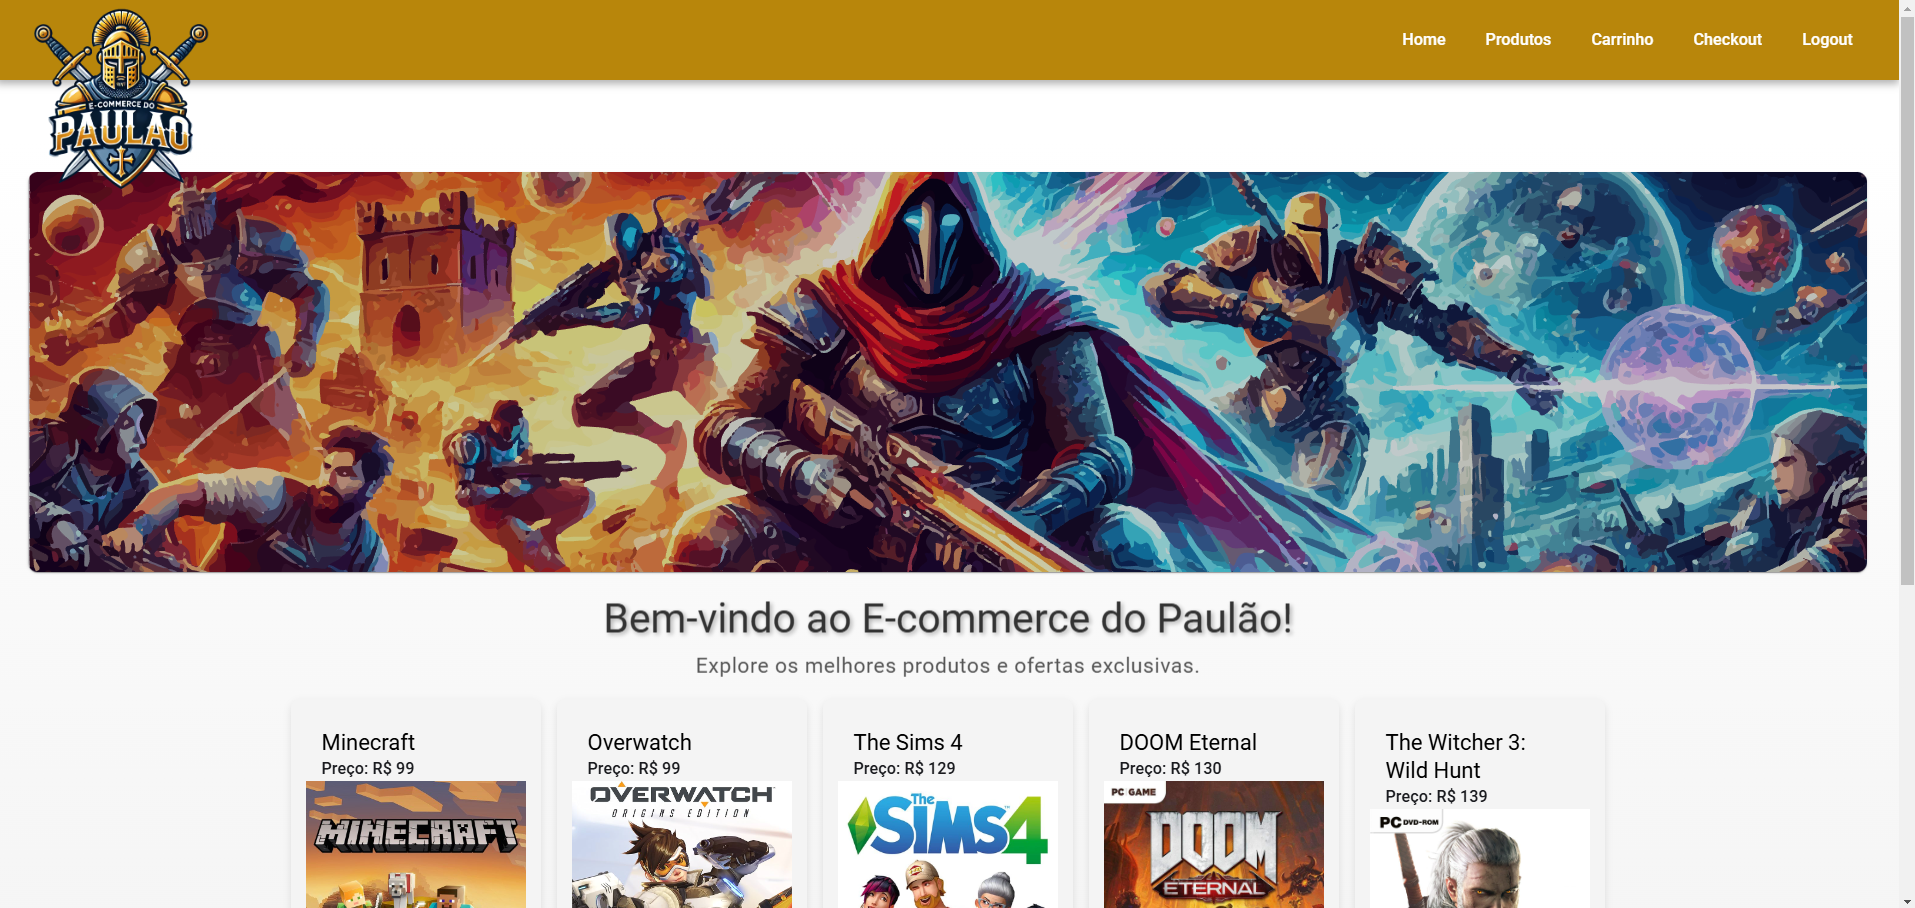 Home Produtos Carrinho Checkout Logout
E-COMMERCE DO
PAULAO
Bem-vindo ao E-commerce do Paulão!
Explore os melhores produtos e ofertas exclusivas.
Minecraft
Preço: R$ 99
MINECRAFT
Overwatch
Preço: R$ 99
OVERWATCH
ORIGINS EDITION
The Sims 4
Preço: R$ 129
The
SiMS4
DOOM Eternal
Preço: R$ 130
PC GAME
DOOM
ETERNAL
The Witcher 3:
Wild Hunt
Preço: R$ 139
PC DVD-ROM